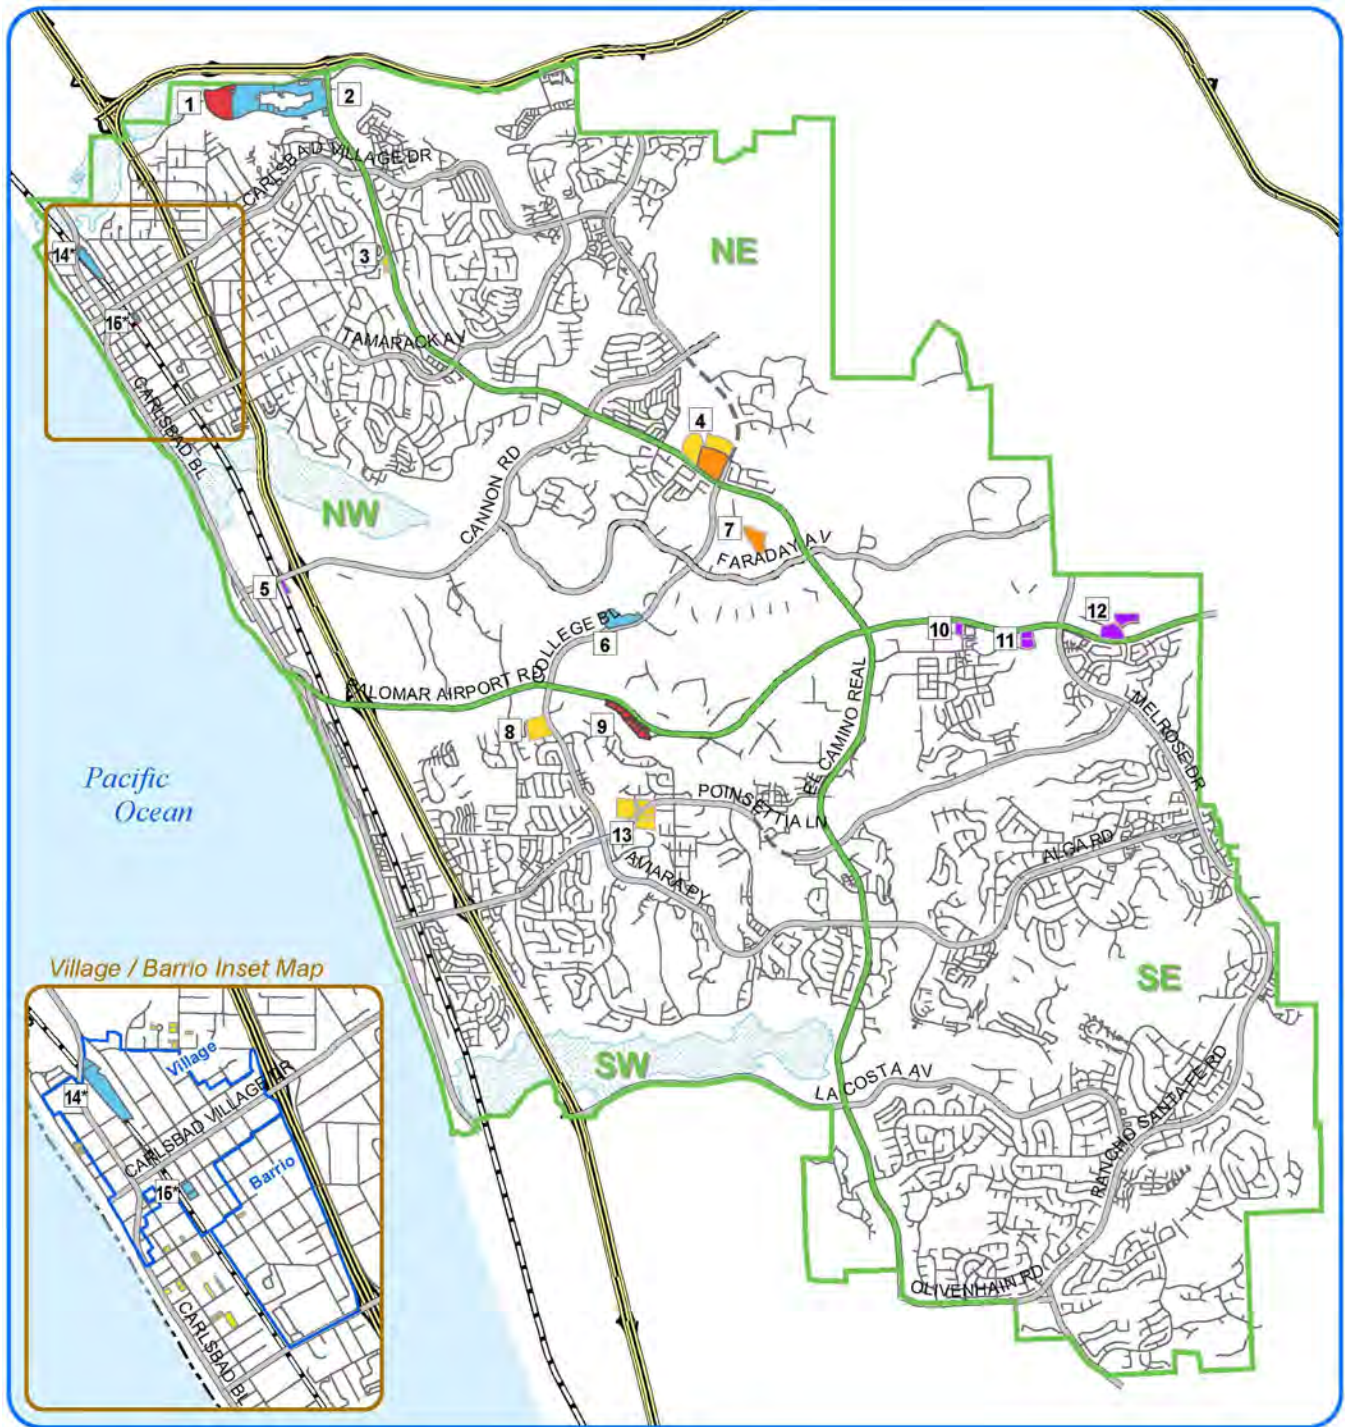 1
2
CARLSBAD VILLAGE DR
NE
14*
3
15*
TAMARACK AV
CARLSBAD BL
4
CANNON RD
NW
7
FARADAY AV
5
COLLEGE BL
6
10
11
12
PALOMAR AIRPORT RD
EL CAMINO REAL
MELROSE DR
8
9
Pacific
Ocean
POINSETTIA LN
13
ALGA RD
AVIARA PY
Village / Barrio Inset Map
SE
SW
LA COSTA AV
RANCHO SANTA FE RD
OLIVENHAIN RD
Village
14*
CARLSBAD VILLAGE DR
Barrio
15*
CARLSBAD BL